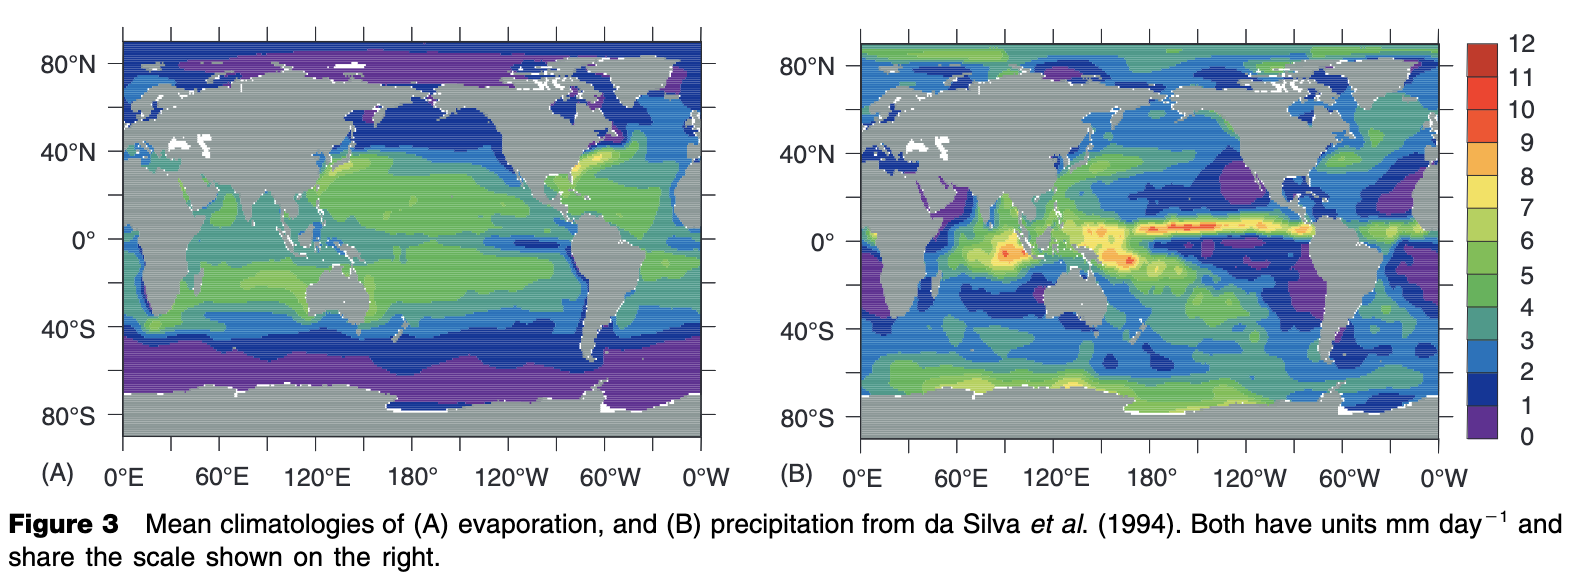 80°N
40°N
0°
40°S
80°S
(A)
0°E 60°E 120°E 180° 120°W 60°W 0°W
80°N
40°N
0°
40°S
80°S
(B)
0°E 60°E 120°E 180° 120°W 60°W 0°W
12
11
10
9
8
7
6
5
4
3
2
1
0
Figure 3 Mean climatologies of (A) evaporation, and (B) precipitation from da Silva et al. (1994). Both have units mm day⁻¹ and
share the scale shown on the right.